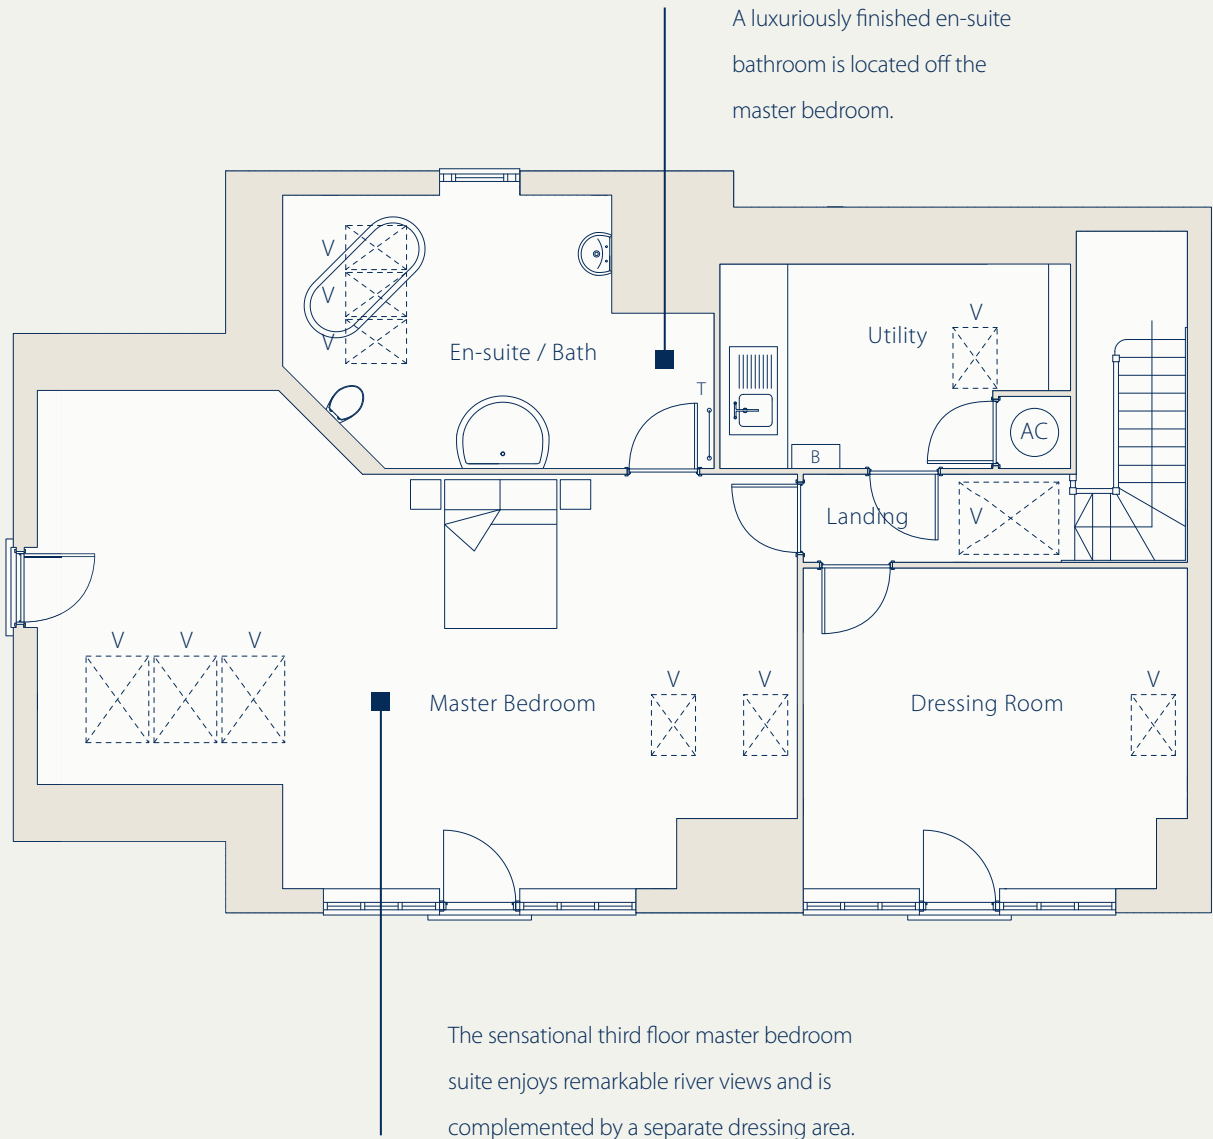 A luxuriously finished en-suite
bathroom is located off the
master bedroom.
V
V
V
En-suite / Bath
T
Utility
V
AC
B
Landing
V
V
V
V
Master Bedroom
V
V
Dressing Room
V
The sensational third floor master bedroom
suite enjoys remarkable river views and is
complemented by a separate dressing area.